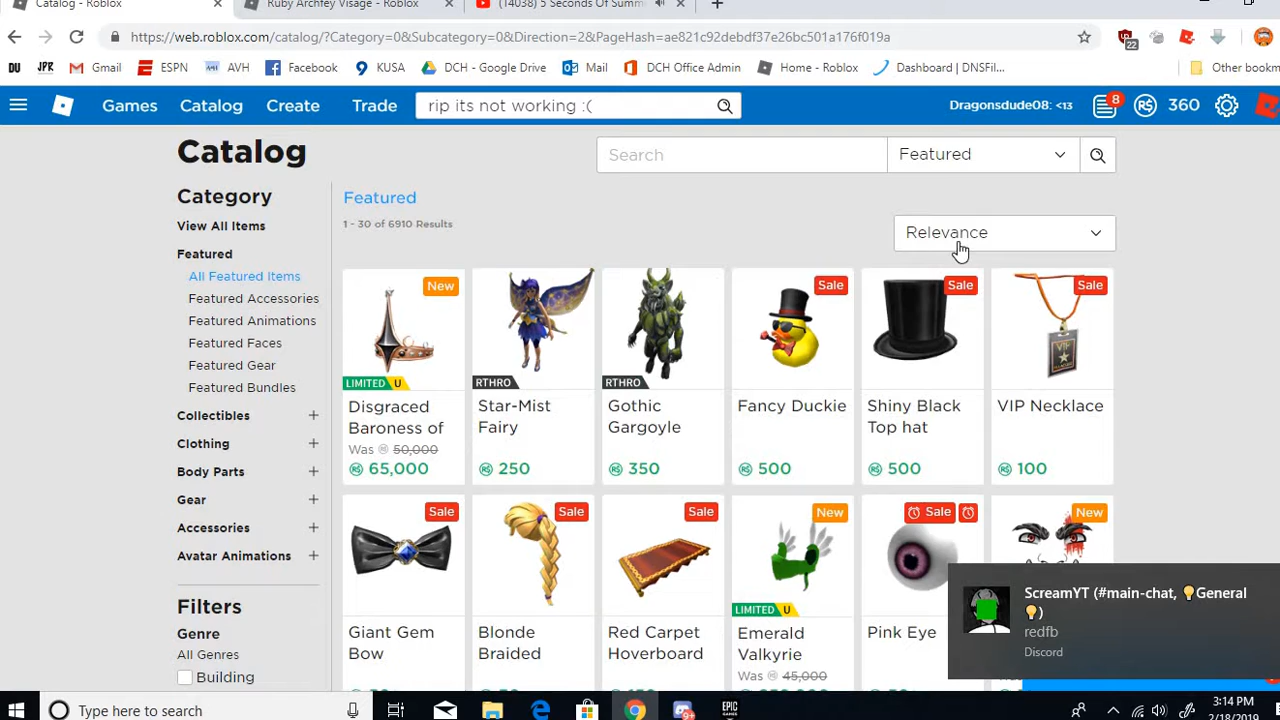 Catalog - Roblox
Ruby Archfey Visage - Roblox
(14038) 5 Seconds Of Summ
https://web.roblox.com/catalog/?Category=0&Subcategory=0&Direction=2&PageHash=ae821c92debdf37e26bc501a176f019a
22
DU JPR Gmail ESPN AVH Facebook KUSA DCH - Google Drive Mail DCH Office Admin Home - Roblox Dashboard | DNSFil... Other bookm
Games Catalog Create Trade rip its not working :( Dragonsdude08: <13 8 R$ 360
Catalog
Search Featured
Category
Featured
1 - 30 of 6910 Results
Relevance
View All Items
Featured
All Featured Items
Featured Accessories
Featured Animations
Featured Faces
Featured Gear
Featured Bundles
Collectibles +
Clothing +
Body Parts +
Gear +
Accessories +
Avatar Animations +
Filters
Genre
All Genres
Building
New
LIMITED U
Disgraced
Baroness of
Was 50,000
R$ 65,000
RTHRO
Star-Mist
Fairy
R$ 250
RTHRO
Gothic
Gargoyle
R$ 350
Sale
Fancy Duckie
R$ 500
Sale
Shiny Black
Top hat
R$ 500
Sale
VIP
VIP Necklace
R$ 100
Sale
Giant Gem
Bow
Sale
Blonde
Braided
Sale
Red Carpet
Hoverboard
New
LIMITED U
Emerald
Valkyrie
Was 45,000
Sale
Pink Eye
New
ScreamYT (#main-chat, General
)
redfb
Discord
Type here to search
EPIC
GAMES
3:14 PM
/18/2019